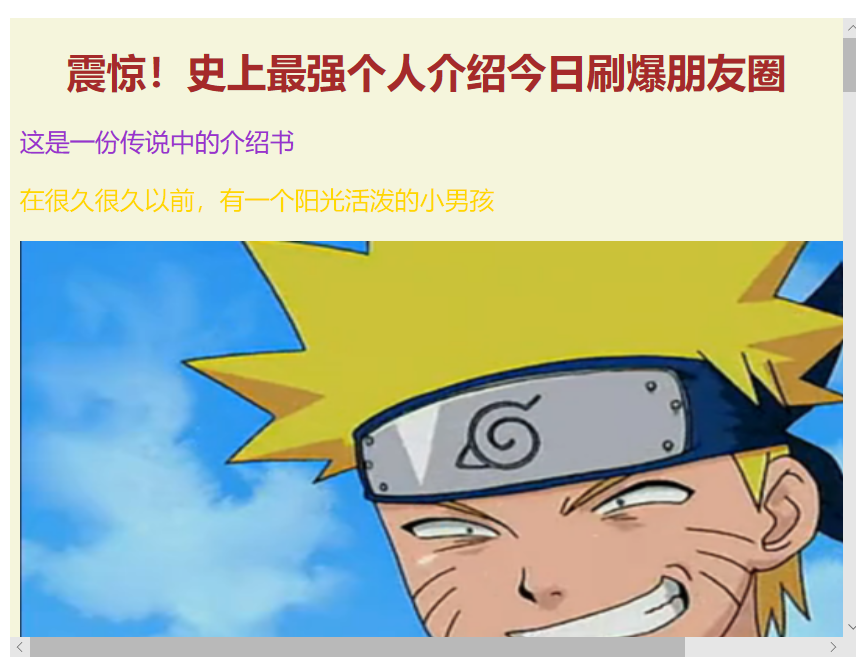 震惊！史上最强个人介绍今日刷爆朋友圈
这是一份传说中的介绍书
在很久很久以前，有一个阳光活泼的小男孩